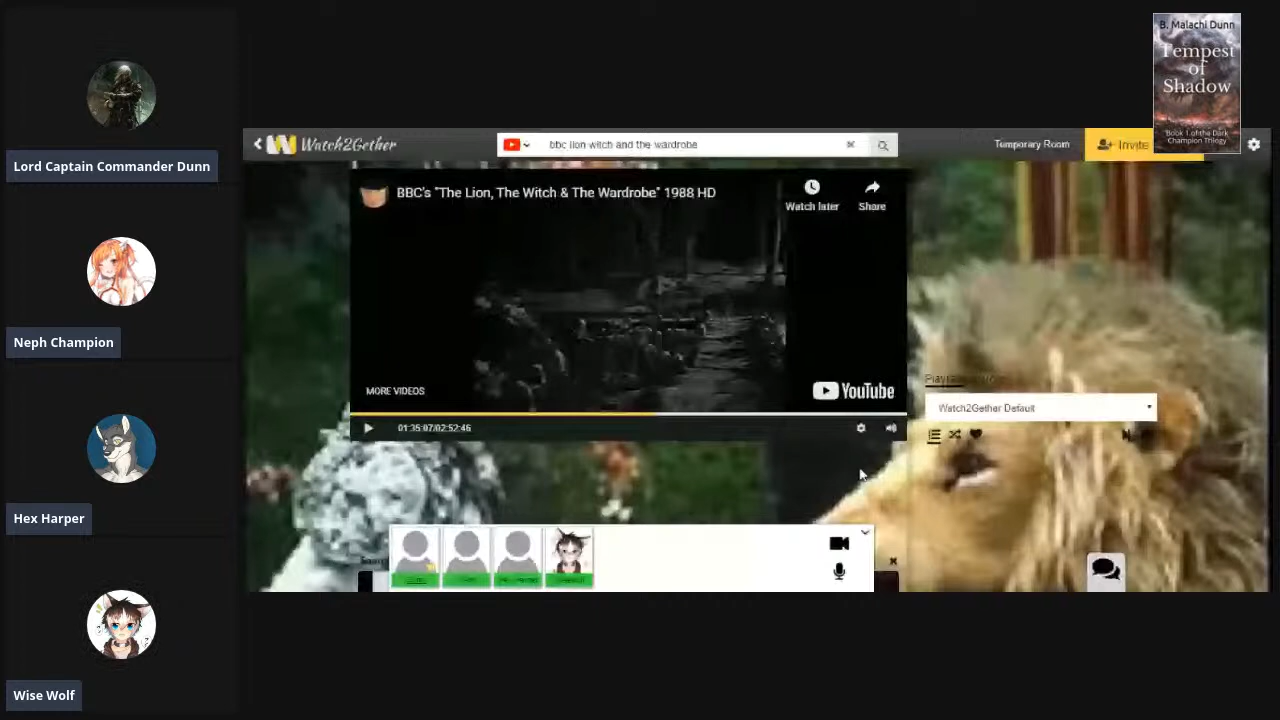 B. Malachi Dunn
Tempest
of
Shadow
Book 1 of the Dark
Champion Trilogy
Watch2Gether
bbc lion witch and the wardrobe
Temporary Room
Invite
BBC's "The Lion, The Witch & The Wardrobe" 1988 HD
Watch later
Share
MORE VIDEOS
YouTube
01:35:07/02:52:46
Watch2Gether Default
Lord Captain Commander Dunn
Neph Champion
Hex Harper
Wise Wolf